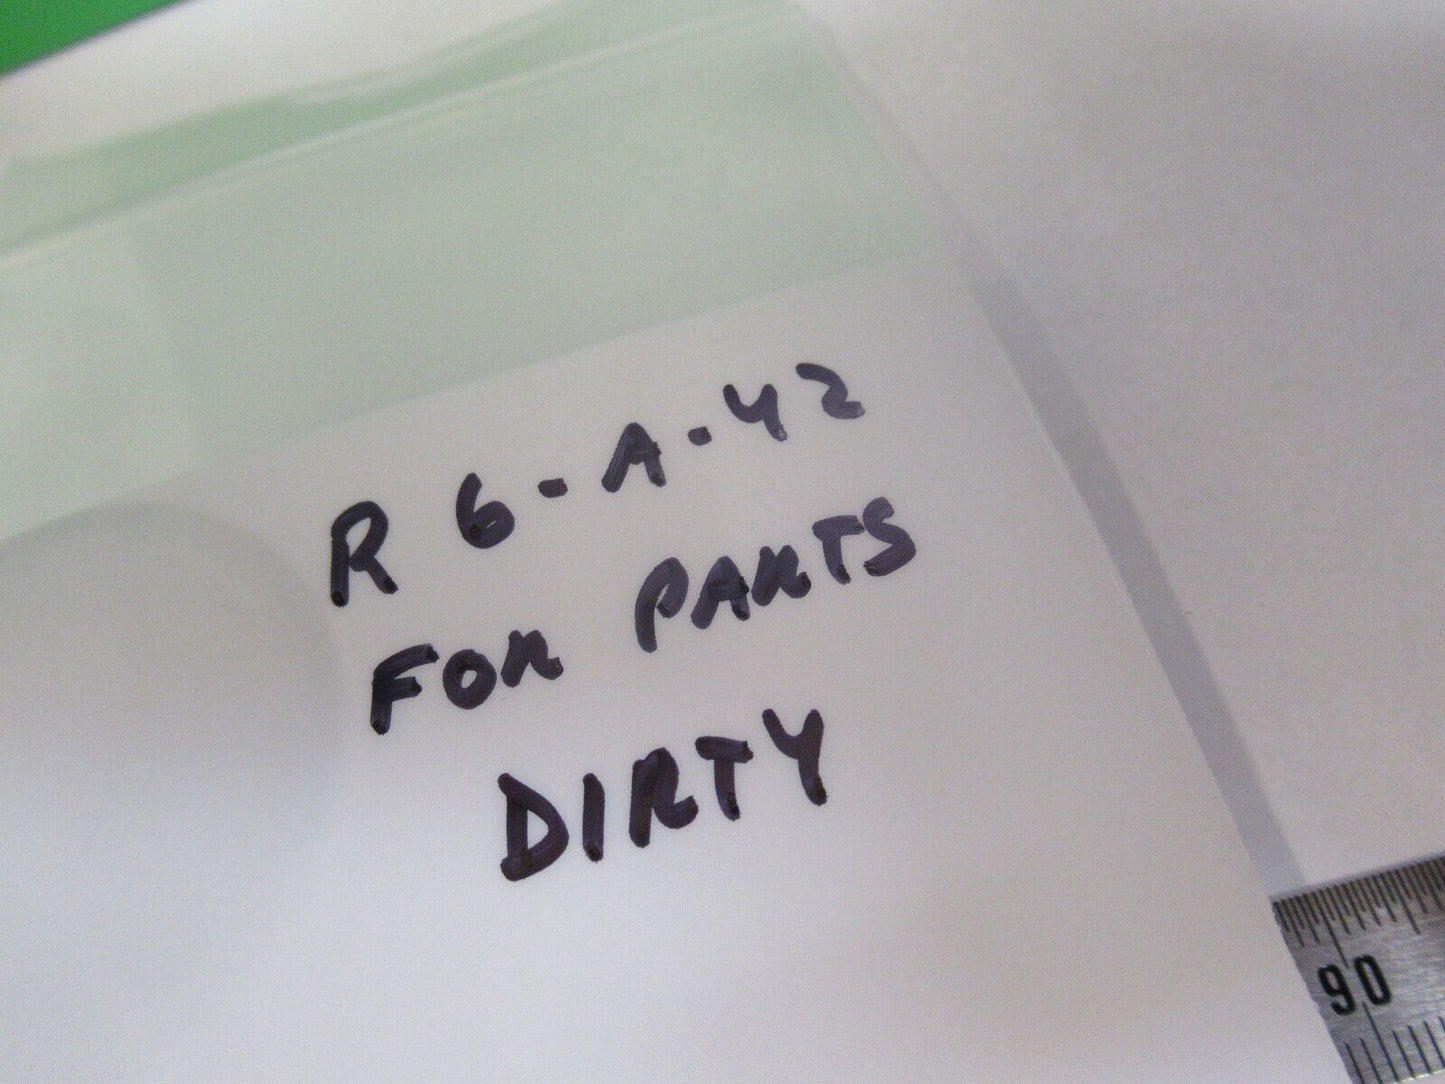 R 6-A-42
FOR PARTS
DIRTY
90